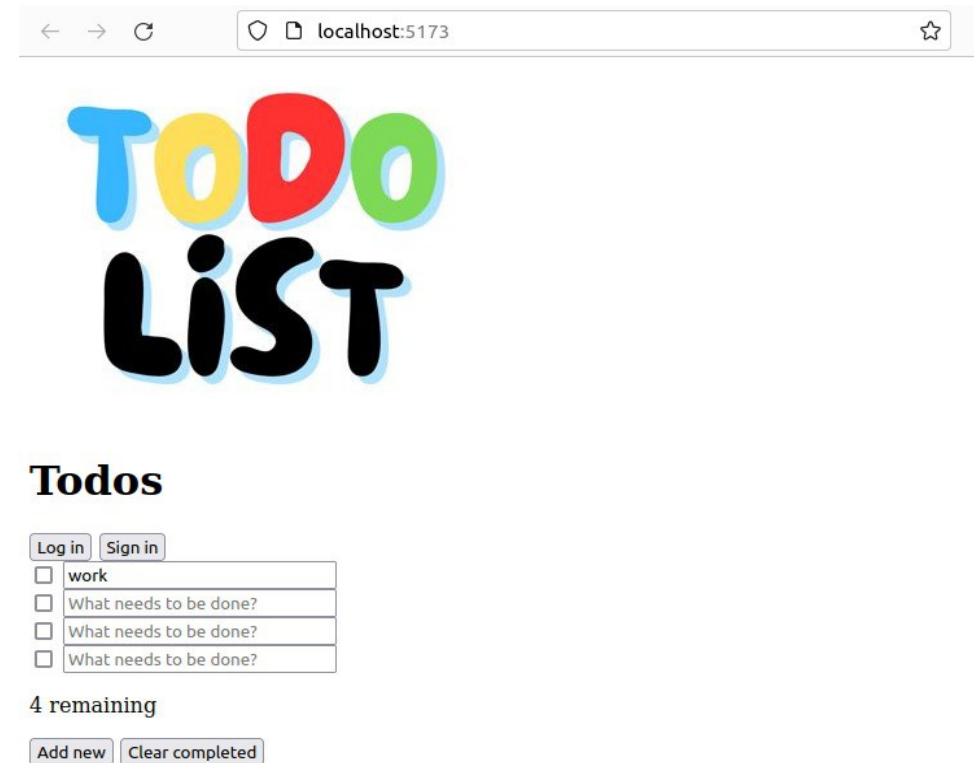 localhost:5173
TODO
LiST
Todos
Log in Sign in
work
What needs to be done?
What needs to be done?
What needs to be done?
4 remaining
Add new Clear completed